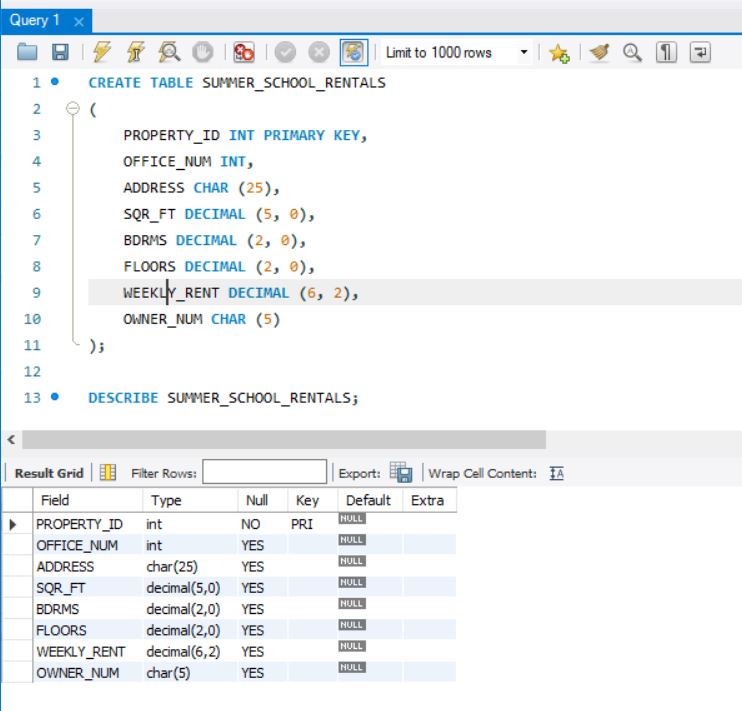 Query 1
Limit to 1000 rows
1 CREATE TABLE SUMMER_SCHOOL_RENTALS
2 (
3 PROPERTY_ID INT PRIMARY KEY,
4 OFFICE_NUM INT,
5 ADDRESS CHAR (25),
6 SQR_FT DECIMAL (5, 0),
7 BDRMS DECIMAL (2, 0),
8 FLOORS DECIMAL (2, 0),
9 WEEKLY_RENT DECIMAL (6, 2),
10 OWNER_NUM CHAR (5)
11 );
12
13 DESCRIBE SUMMER_SCHOOL_RENTALS;
Result Grid Filter Rows: Export: Wrap Cell Content:
Field Type Null Key Default Extra
PROPERTY_ID int NO PRI NULL
OFFICE_NUM int YES NULL
ADDRESS char(25) YES NULL
SQR_FT decimal(5,0) YES NULL
BDRMS decimal(2,0) YES NULL
FLOORS decimal(2,0) YES NULL
WEEKLY_RENT decimal(6,2) YES NULL
OWNER_NUM char(5) YES NULL